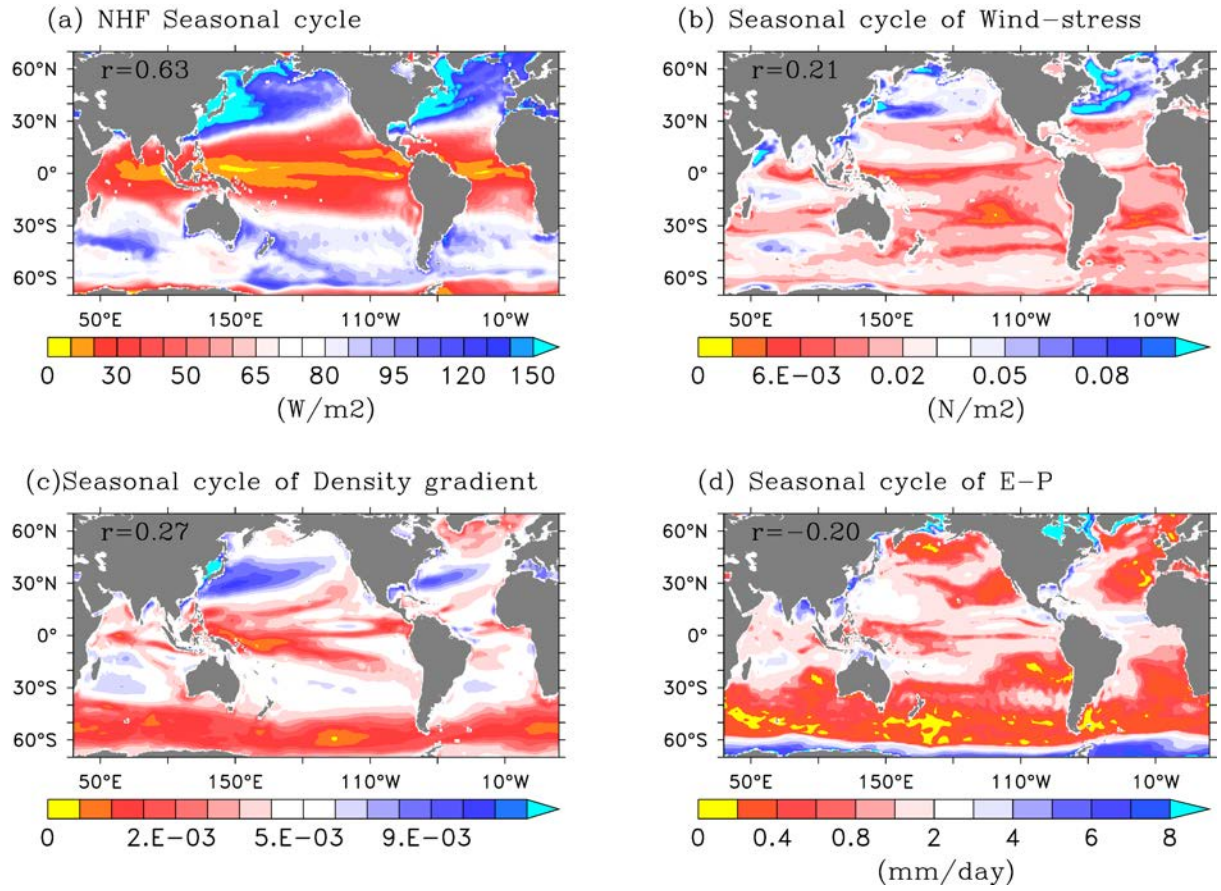 (a) NHF Seasonal cycle
r=0.63
60°N
30°N
0°
30°S
60°S
50°E 150°E 110°W 10°W
0 30 50 65 80 95 120 150
(W/m2)
(b) Seasonal cycle of Wind-stress
r=0.21
60°N
30°N
0°
30°S
60°S
50°E 150°E 110°W 10°W
0 6.E-03 0.02 0.05 0.08
(N/m2)
(c)Seasonal cycle of Density gradient
r=0.27
60°N
30°N
0°
30°S
60°S
50°E 150°E 110°W 10°W
0 2.E-03 5.E-03 9.E-03
(d) Seasonal cycle of E-P
r=-0.20
60°N
30°N
0°
30°S
60°S
50°E 150°E 110°W 10°W
0 0.4 0.8 2 4 6 8
(mm/day)